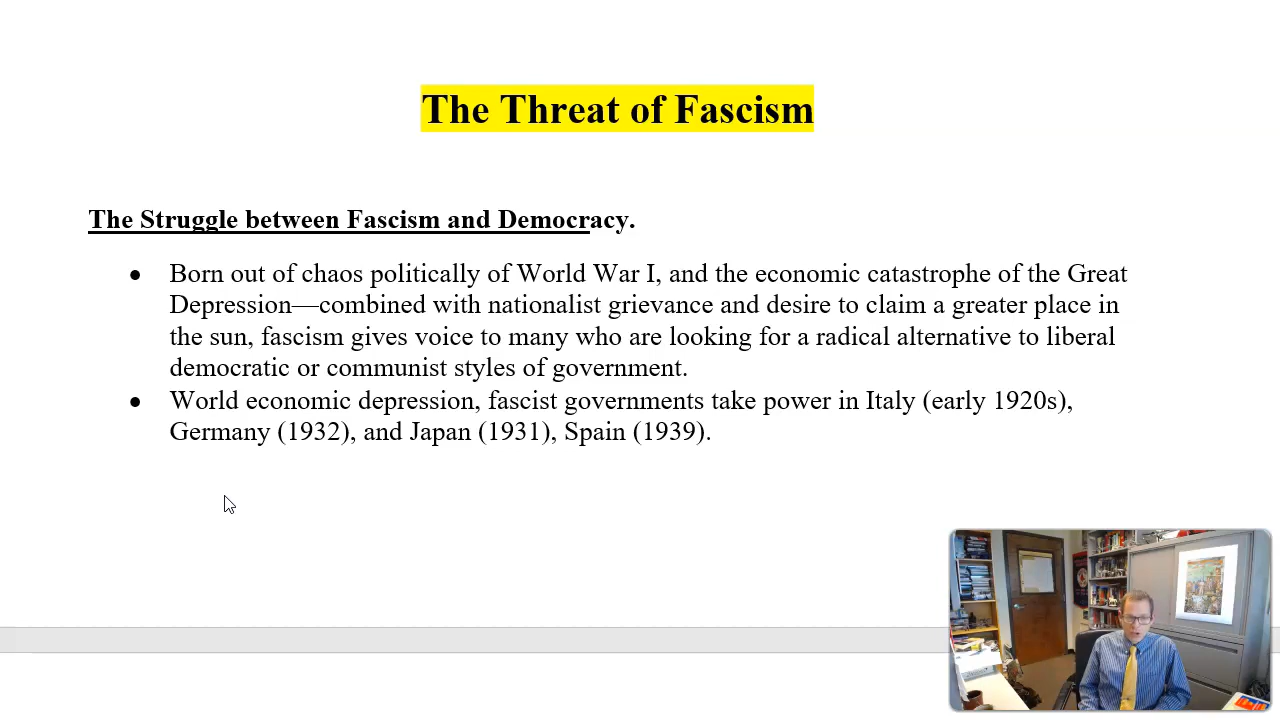 The Threat of Fascism
The Struggle between Fascism and Democracy.
● Born out of chaos politically of World War I, and the economic catastrophe of the Great
Depression—combined with nationalist grievance and desire to claim a greater place in
the sun, fascism gives voice to many who are looking for a radical alternative to liberal
democratic or communist styles of government.
● World economic depression, fascist governments take power in Italy (early 1920s),
Germany (1932), and Japan (1931), Spain (1939).